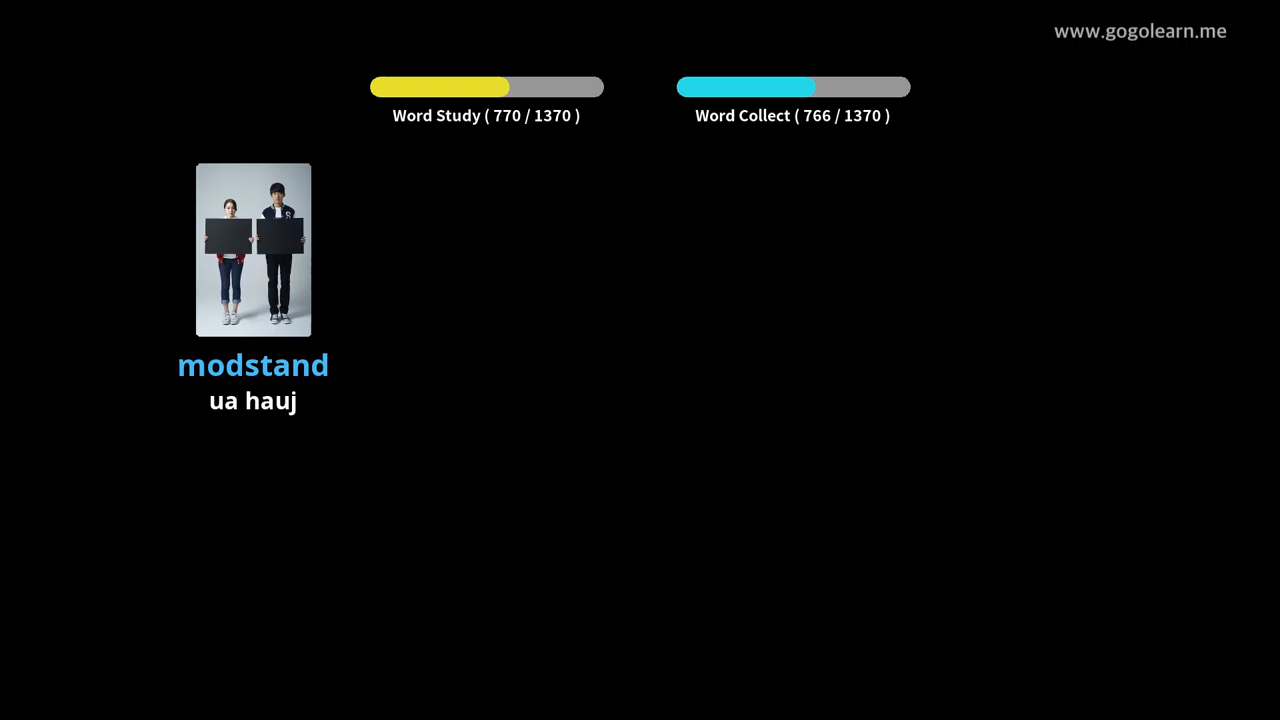 www.gogolearn.me
Word Study ( 770 / 1370 )
Word Collect ( 766 / 1370 )
S
modstand
ua hauj